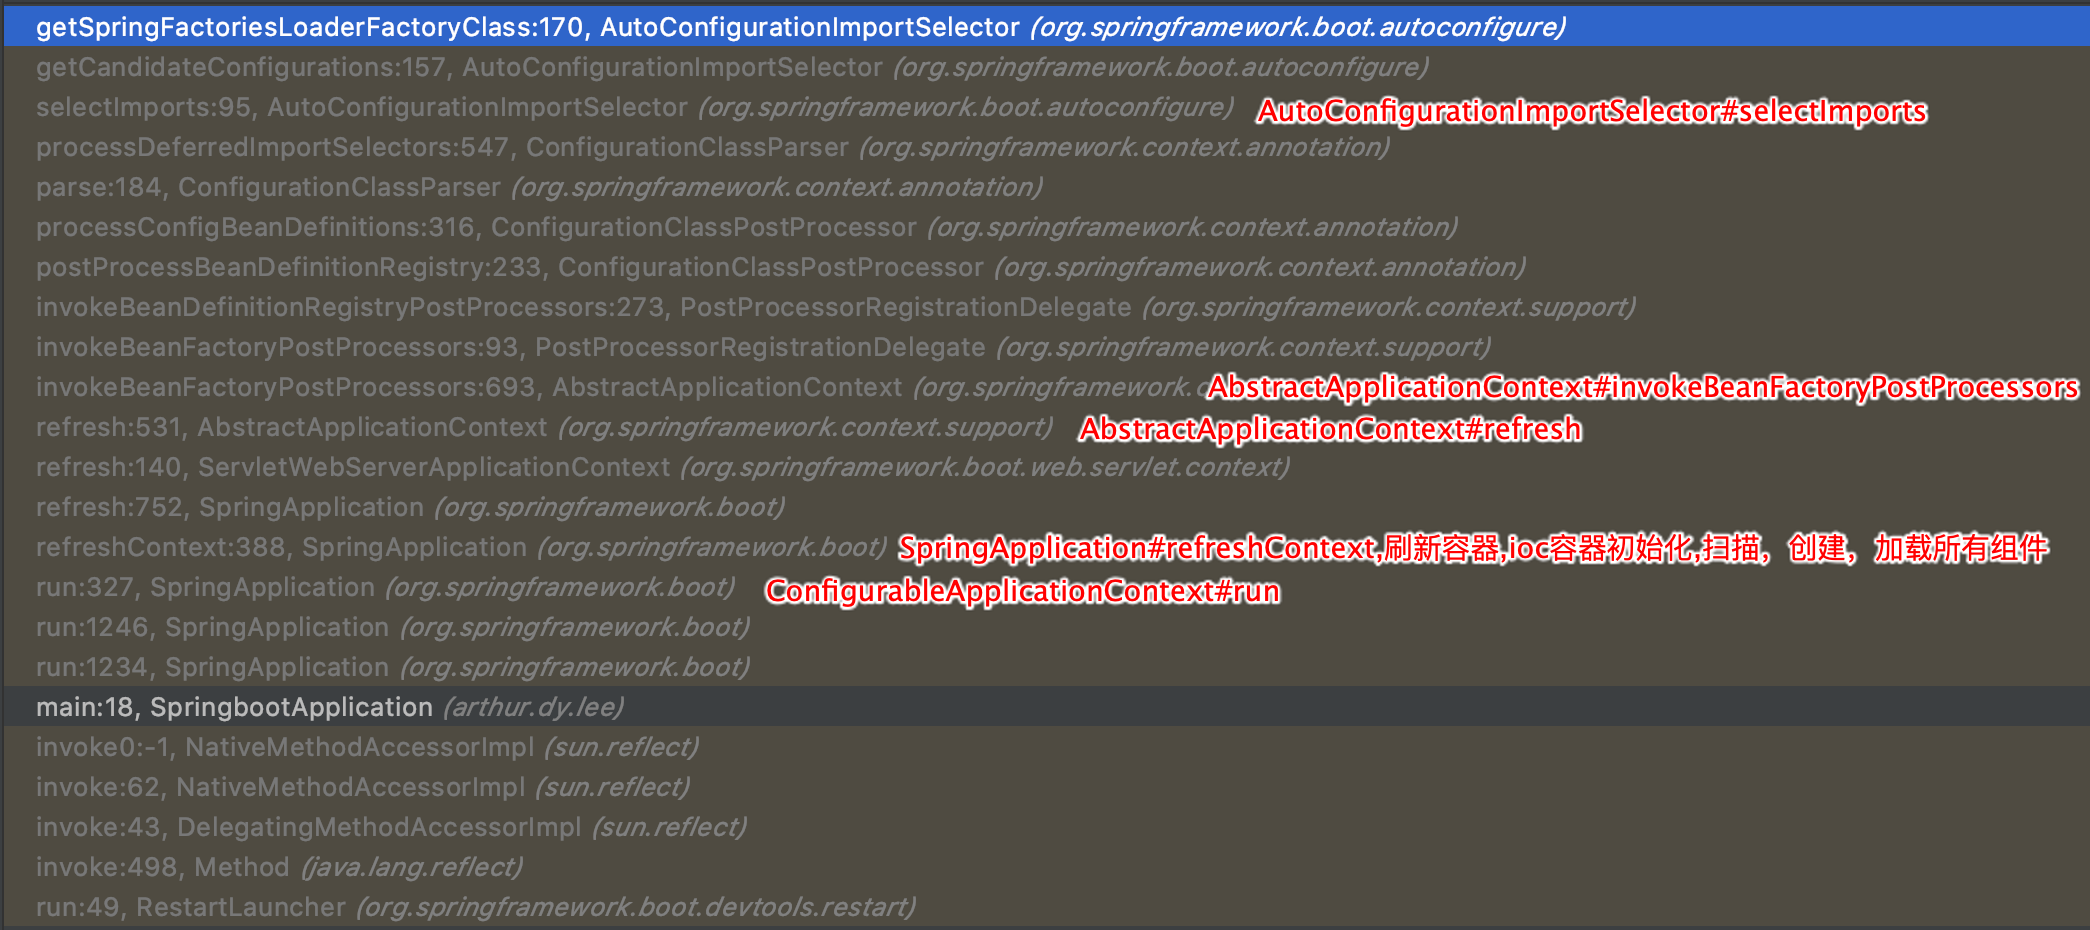 getSpringFactoriesLoaderFactoryClass:170, AutoConfigurationImportSelector (org.springframework.boot.autoconfigure)
getCandidateConfigurations:157, AutoConfigurationImportSelector (org.springframework.boot.autoconfigure)
selectImports:95, AutoConfigurationImportSelector (org.springframework.boot.autoconfigure) AutoConfigurationImportSelector#selectImports
processDeferredImportSelectors:547, ConfigurationClassParser (org.springframework.context.annotation)
parse:184, ConfigurationClassParser (org.springframework.context.annotation)
processConfigBeanDefinitions:316, ConfigurationClassPostProcessor (org.springframework.context.annotation)
postProcessBeanDefinitionRegistry:233, ConfigurationClassPostProcessor (org.springframework.context.annotation)
invokeBeanDefinitionRegistryPostProcessors:273, PostProcessorRegistrationDelegate (org.springframework.context.support)
invokeBeanFactoryPostProcessors:93, PostProcessorRegistrationDelegate (org.springframework.context.support)
invokeBeanFactoryPostProcessors:693, AbstractApplicationContext (org.springframework.c AbstractApplicationContext#invokeBeanFactoryPostProcessors
refresh:531, AbstractApplicationContext (org.springframework.context.support) AbstractApplicationContext#refresh
refresh:140, ServletWebServerApplicationContext (org.springframework.boot.web.servlet.context)
refresh:752, SpringApplication (org.springframework.boot)
refreshContext:388, SpringApplication (org.springframework.boot) SpringApplication#refreshContext,刷新容器,ioc容器初始化,扫描，创建，加载所有组件
run:327, SpringApplication (org.springframework.boot) ConfigurableApplicationContext#run
run:1246, SpringApplication (org.springframework.boot)
run:1234, SpringApplication (org.springframework.boot)
main:18, SpringbootApplication (arthur.dy.lee)
invoke0:-1, NativeMethodAccessorImpl (sun.reflect)
invoke:62, NativeMethodAccessorImpl (sun.reflect)
invoke:43, DelegatingMethodAccessorImpl (sun.reflect)
invoke:498, Method (java.lang.reflect)
run:49, RestartLauncher (org.springframework.boot.devtools.restart)